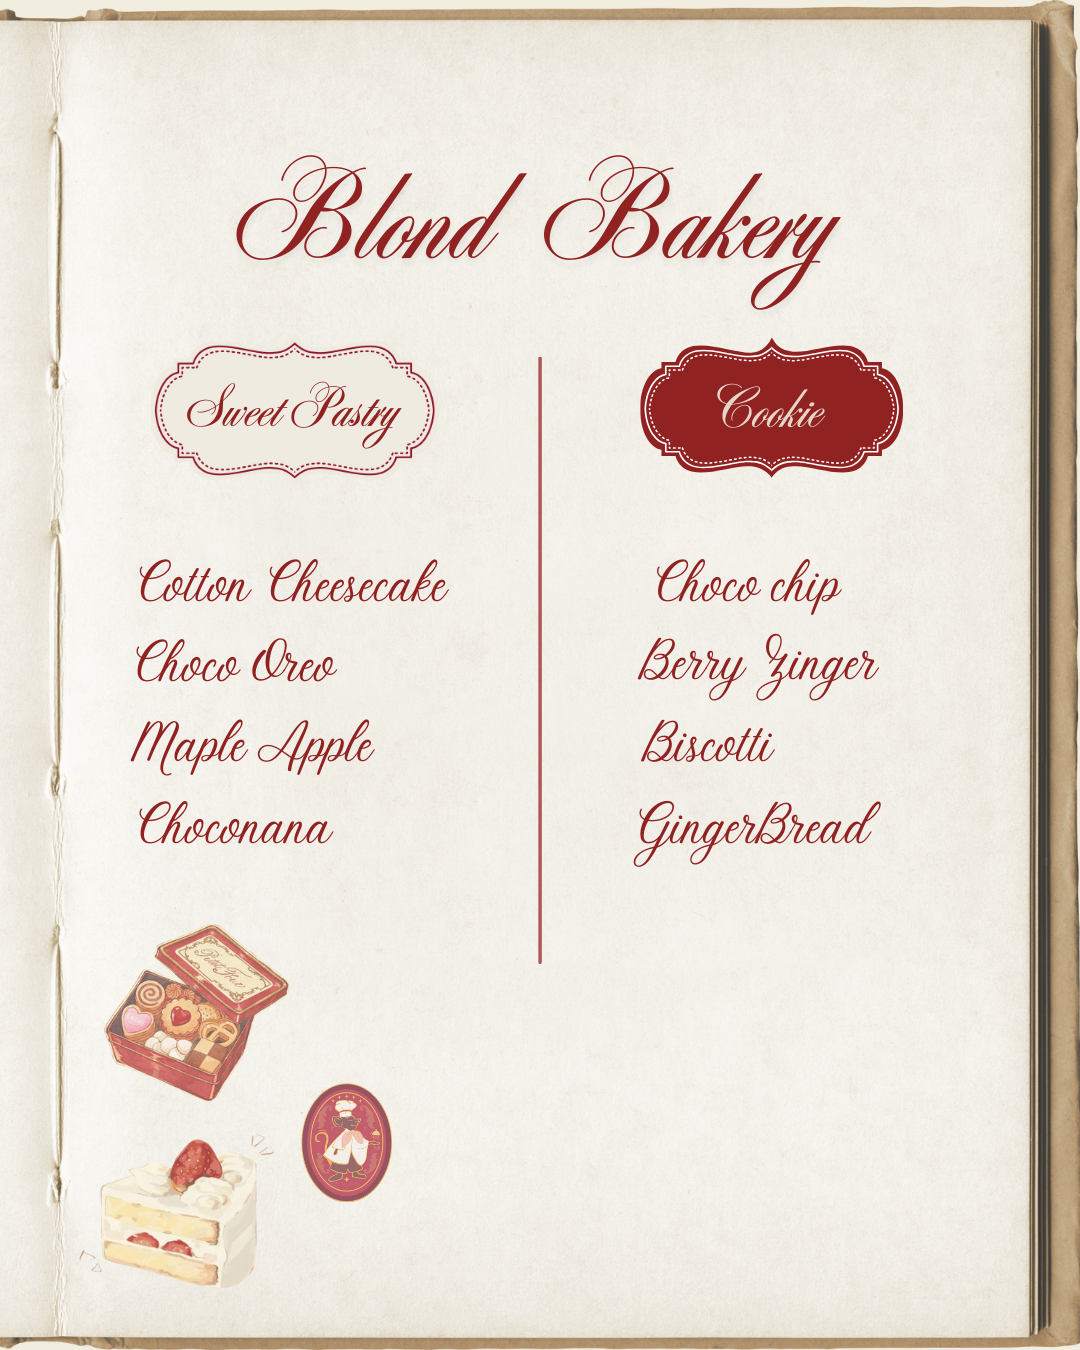 Blond Bakery
Sweet Pastry
Cotton Cheesecake
Choco Oreo
Maple Apple
Choconana
Cookie
Choco chip
Berry Zinger
Biscotti
GingerBread